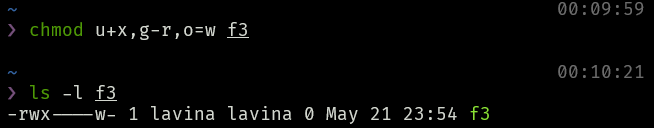 ~ 00:09:59
❯ chmod u+x,g-r,o=w f3
~ 00:10:21
❯ ls -l f3
-rwx----w- 1 lavina lavina 0 May 21 23:54 f3